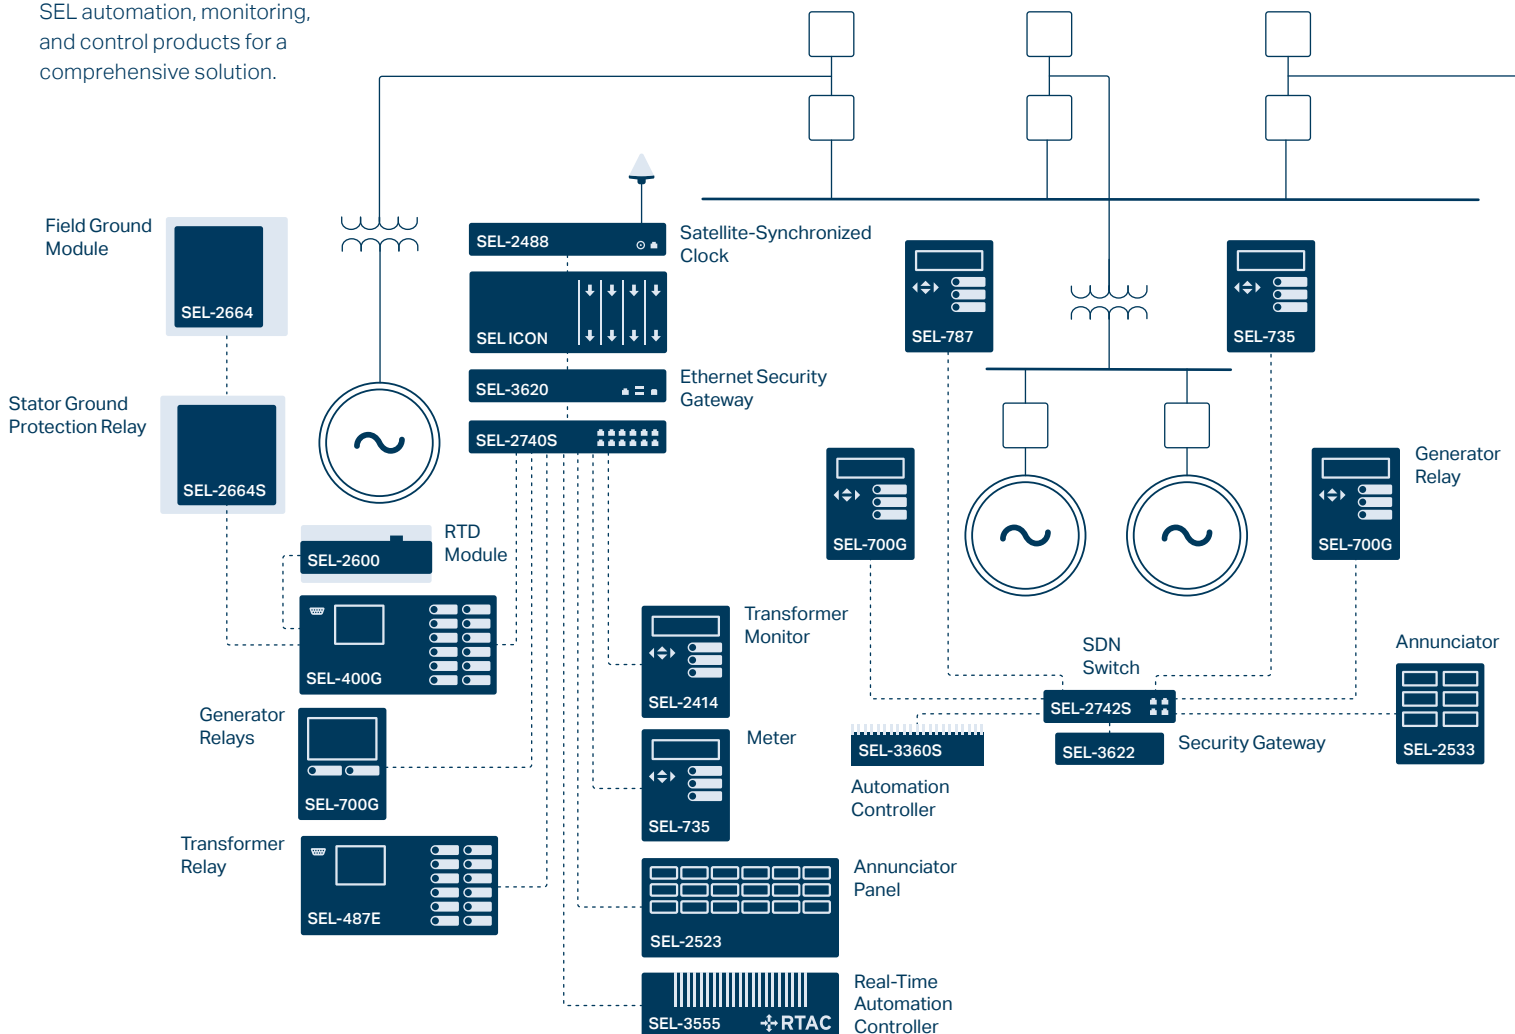 SEL automation, monitoring,
and control products for a
comprehensive solution.
Field Ground
Module
SEL-2664
Stator Ground
Protection Relay
SEL-2664S
SEL-2488
Satellite-Synchronized
Clock
SEL ICON
SEL-3620
Ethernet Security
Gateway
SEL-2740S
RTD
Module
SEL-2600
SEL-400G
Generator
Relays
SEL-700G
Transformer
Relay
SEL-487E
Transformer
Monitor
SEL-2414
Meter
SEL-735
Annunciator
Panel
SEL-2523
Real-Time
Automation
Controller
SEL-3555
RTAC
SEL-787
SEL-735
SEL-700G
Generator
Relay
SEL-700G
SDN
Switch
SEL-2742S
SEL-3360S
Automation
Controller
SEL-3622
Security Gateway
Annunciator
SEL-2533